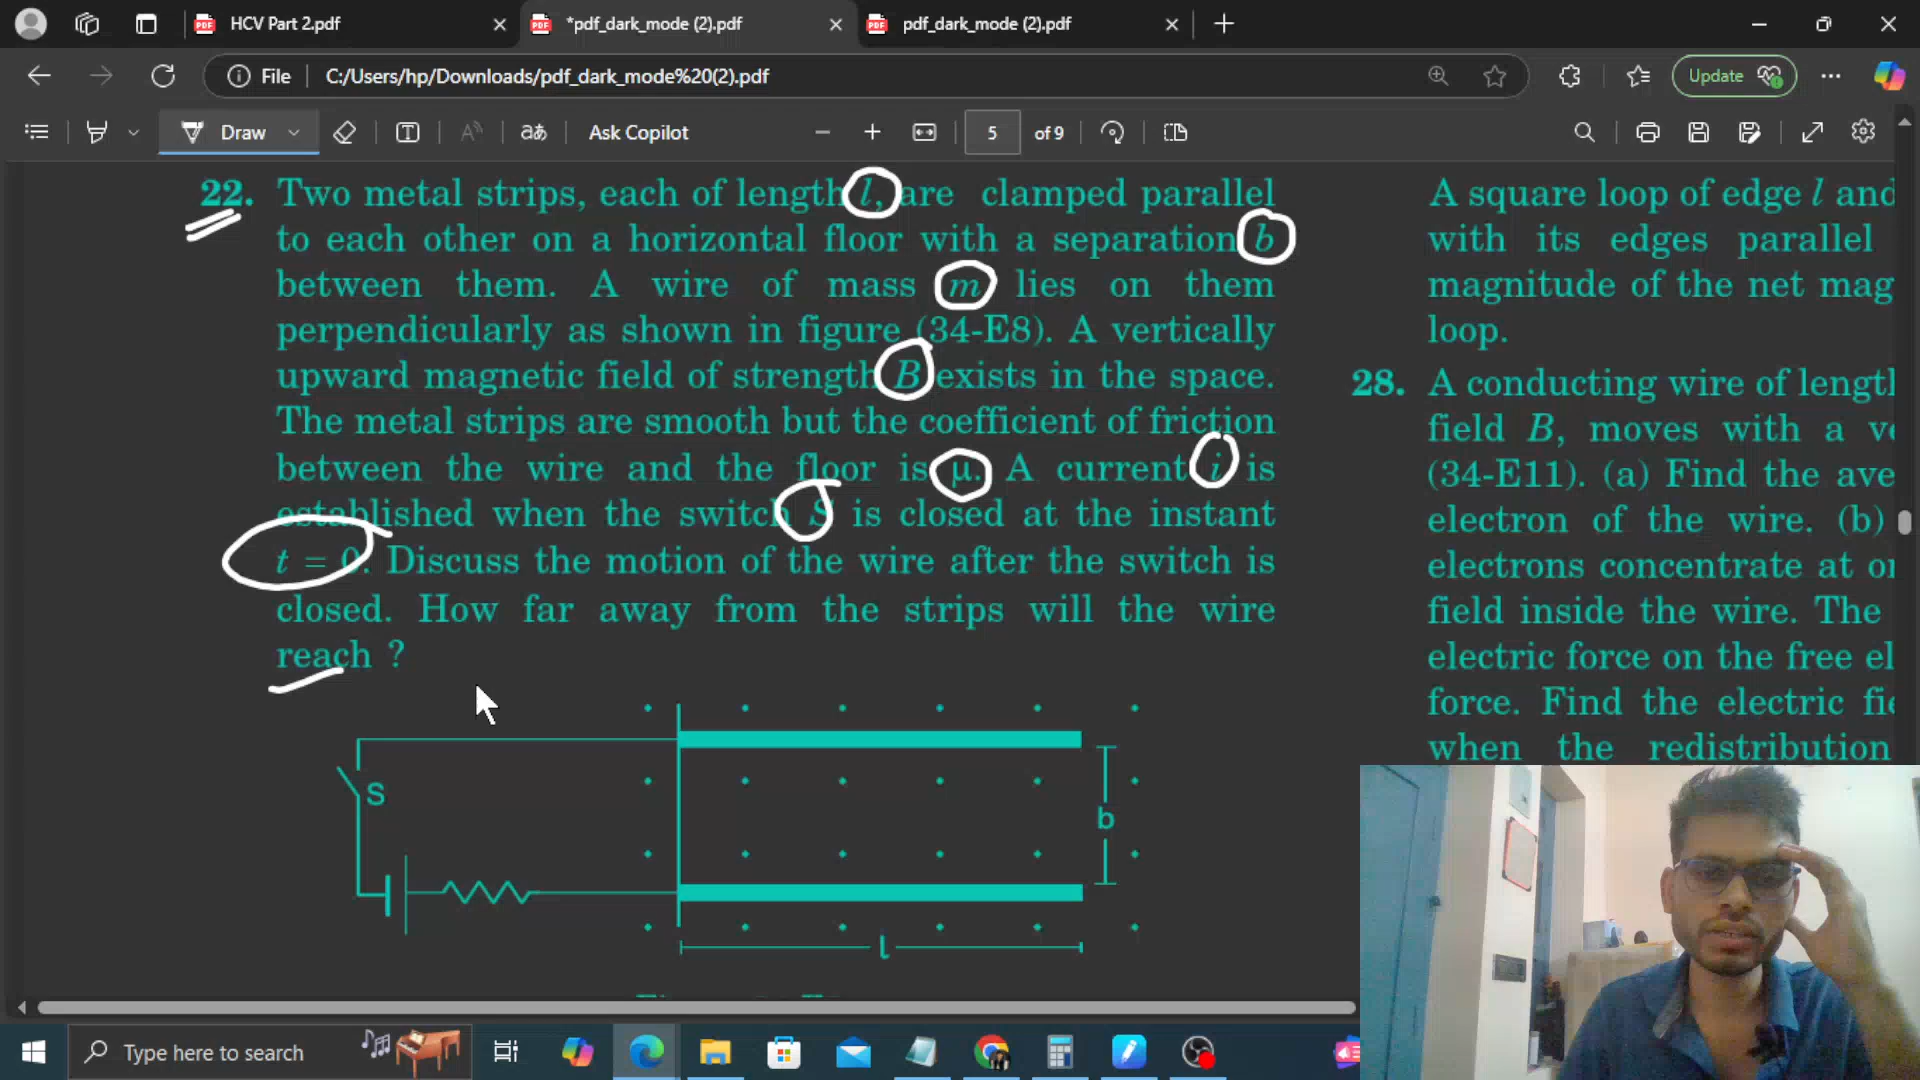 HCV Part 2.pdf
*pdf_dark_mode (2).pdf
pdf_dark_mode (2).pdf
File
C:/Users/hp/Downloads/pdf_dark_mode%20(2).pdf
Update
Draw
aあ
Ask Copilot
5
of 9
22. Two metal strips, each of length l, are clamped parallel
to each other on a horizontal floor with a separation b
between them. A wire of mass m lies on them
perpendicularly as shown in figure (34-E8). A vertically
upward magnetic field of strength B exists in the space.
The metal strips are smooth but the coefficient of friction
between the wire and the floor is μ. A current i is
established when the switch S is closed at the instant
t = 0. Discuss the motion of the wire after the switch is
closed. How far away from the strips will the wire
reach ?
S
b
l
A square loop of edge l and
with its edges parallel
magnitude of the net mag
loop.
28. A conducting wire of length
field B, moves with a ve
(34-E11). (a) Find the ave
electron of the wire. (b)
electrons concentrate at on
field inside the wire. The
electric force on the free el
force. Find the electric fie
when the redistribution
Type here to search